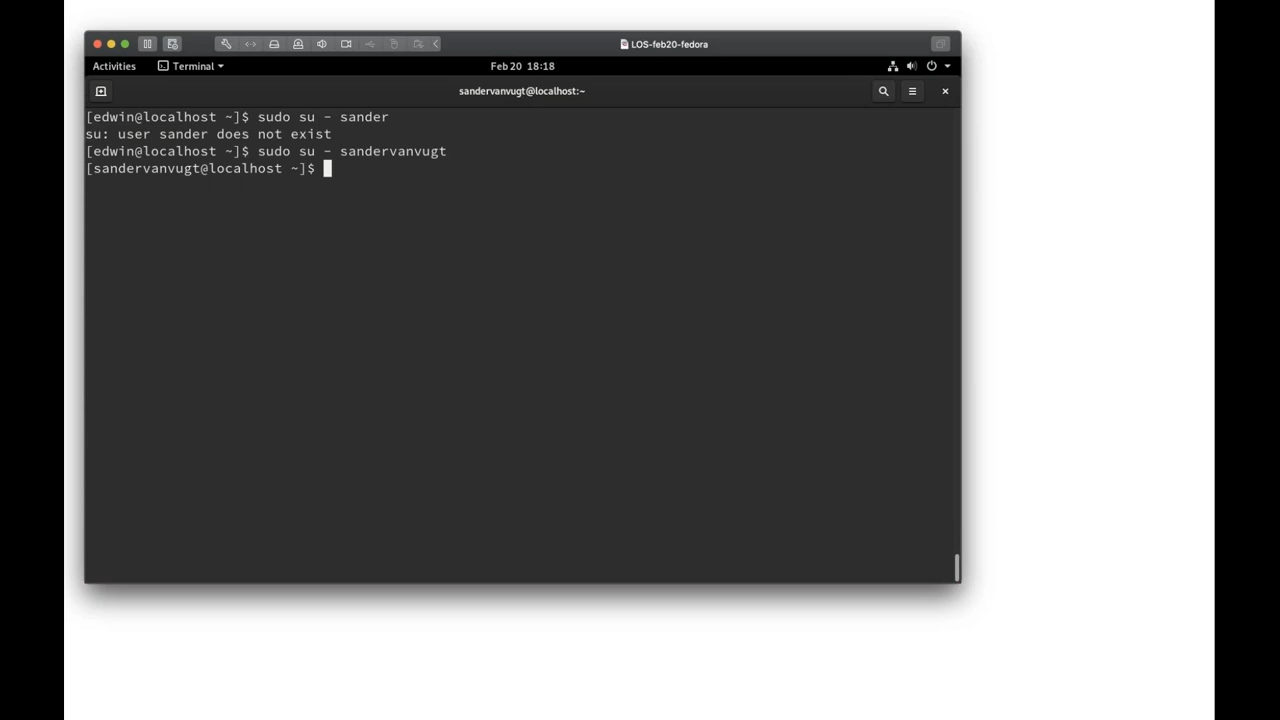 LOS-feb20-fedora
Activities Terminal Feb 20 18:18
sandervanvugt@localhost:~
[edwin@localhost ~]$ sudo su - sander
su: user sander does not exist
[edwin@localhost ~]$ sudo su - sandervanvugt
[sandervanvugt@localhost ~]$